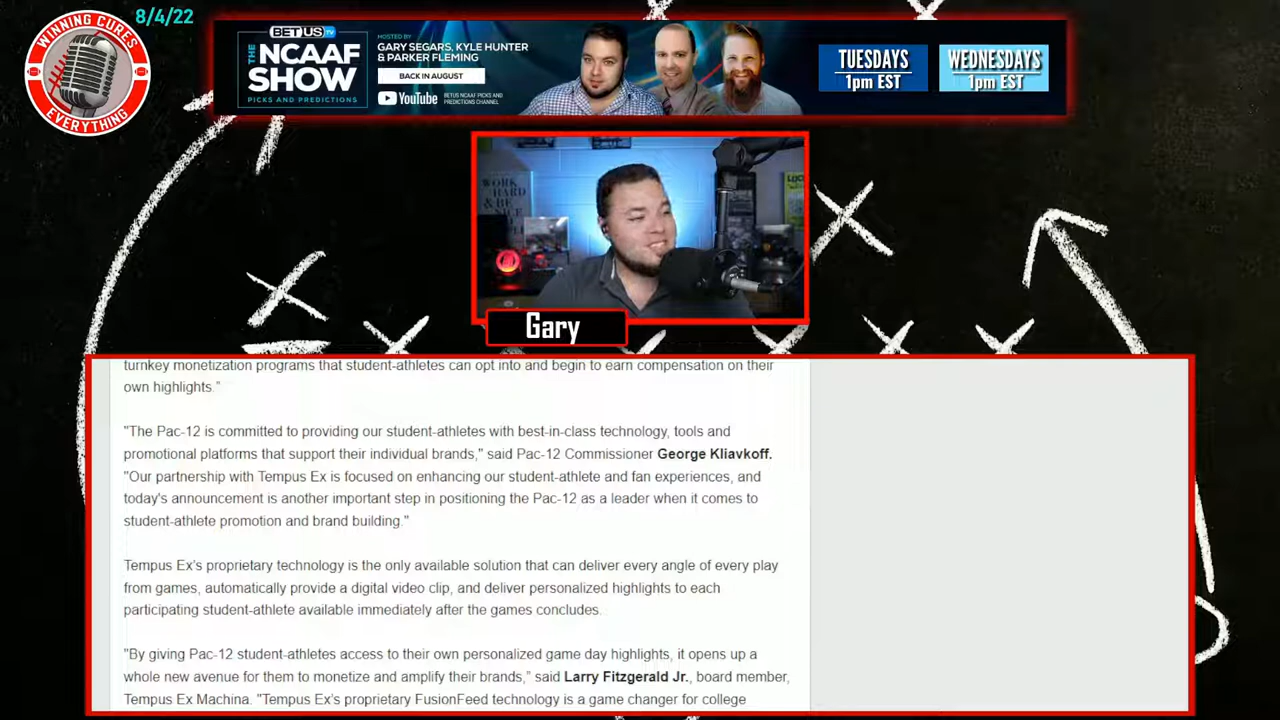 8/4/22
WINNING CURES
EVERYTHING
BETUS TV
THE
NCAAF
SHOW
PICKS AND PREDICTIONS
HOSTED BY
GARY SEGARS, KYLE HUNTER
& PARKER FLEMING
BACK IN AUGUST
YouTube
BETUS NCAAF PICKS AND
PREDICTIONS CHANNEL
TUESDAYS
1pm EST
WEDNESDAYS
1pm EST
WORK
HARD
& BE
Gary
turnkey monetization programs that student-athletes can opt into and begin to earn compensation on their
own highlights."
"The Pac-12 is committed to providing our student-athletes with best-in-class technology, tools and
promotional platforms that support their individual brands," said Pac-12 Commissioner George Kliavkoff.
"Our partnership with Tempus Ex is focused on enhancing our student-athlete and fan experiences, and
today's announcement is another important step in positioning the Pac-12 as a leader when it comes to
student-athlete promotion and brand building."
Tempus Ex's proprietary technology is the only available solution that can deliver every angle of every play
from games, automatically provide a digital video clip, and deliver personalized highlights to each
participating student-athlete available immediately after the games concludes.
"By giving Pac-12 student-athletes access to their own personalized game day highlights, it opens up a
whole new avenue for them to monetize and amplify their brands," said Larry Fitzgerald Jr., board member,
Tempus Ex Machina. "Tempus Ex's proprietary FusionFeed technology is a game changer for college